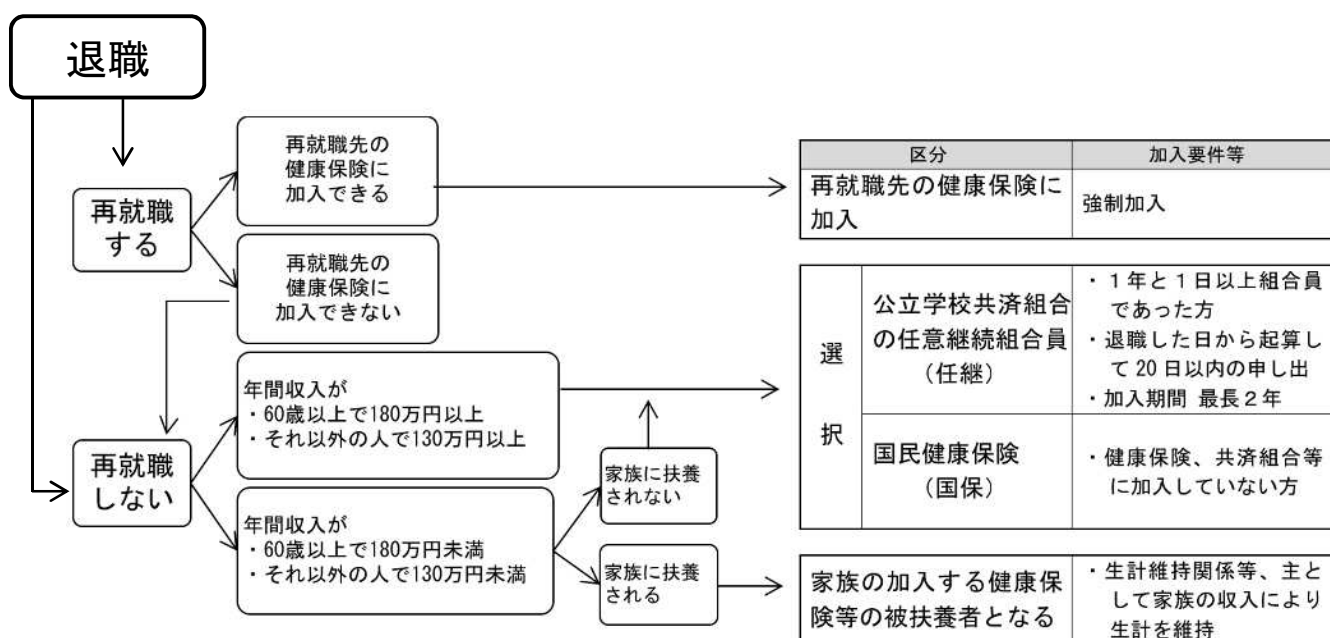 退職
再就職
する
再就職先の
健康保険に
加入できる
再就職先の
健康保険に
加入できない
再就職
しない
年間収入が
・60歳以上で180万円以上
・それ以外の人で130万円以上
年間収入が
・60歳以上で180万円未満
・それ以外の人で130万円未満
家族に扶養
されない
家族に扶養
される
区分
加入要件等
再就職先の健康保険に
加入
強制加入
選
択
公立学校共済組合
の任意継続組合員
（任継）
・１年と１日以上組合員
であった方
・退職した日から起算し
て20日以内の申し出
・加入期間 最長２年
国民健康保険
（国保）
・健康保険、共済組合等
に加入していない方
家族の加入する健康保
険等の被扶養者となる
・生計維持関係等、主と
して家族の収入により
生計を維持